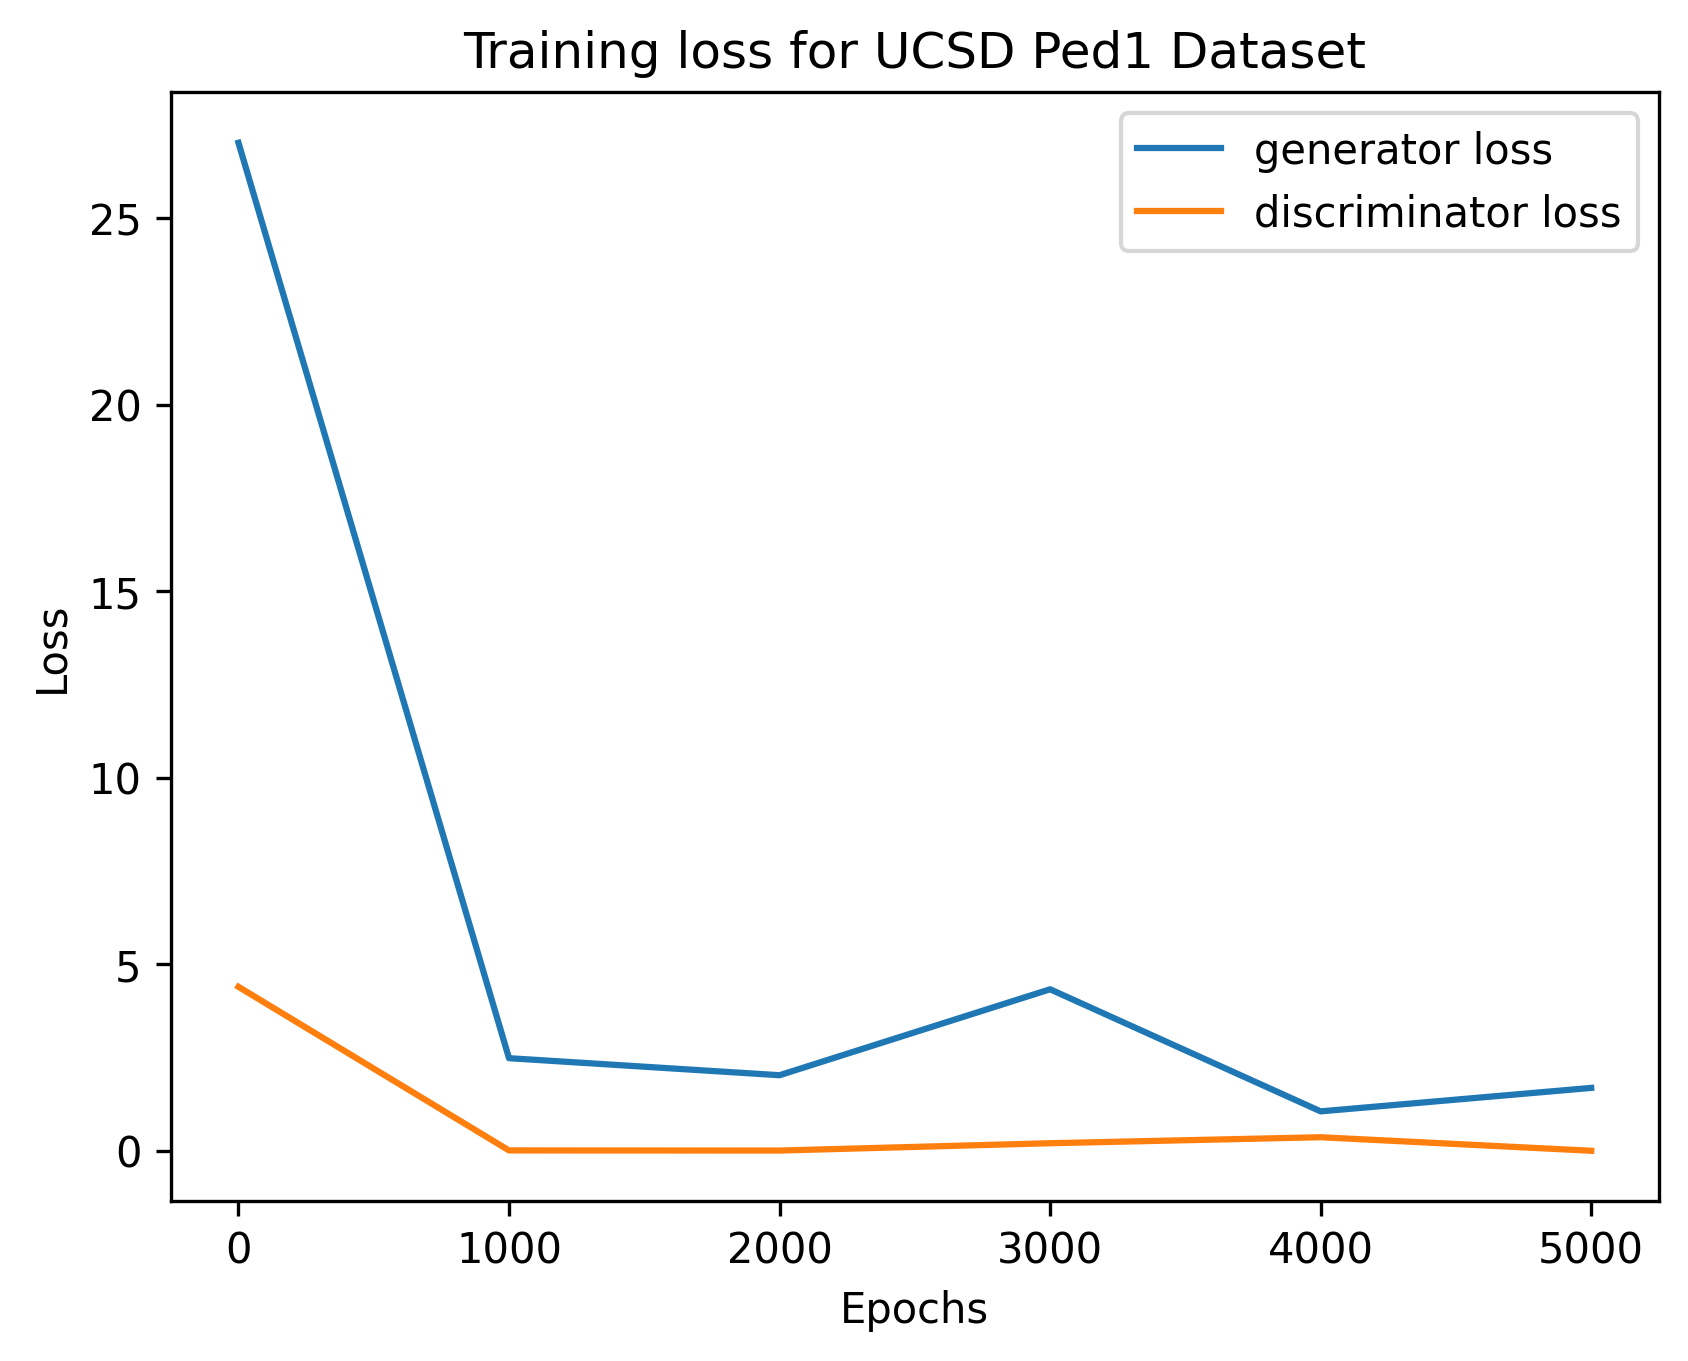 Training loss for UCSD Ped1 Dataset
generator loss
discriminator loss
25
20
15
10
5
0
Loss
0 1000 2000 3000 4000 5000
Epochs